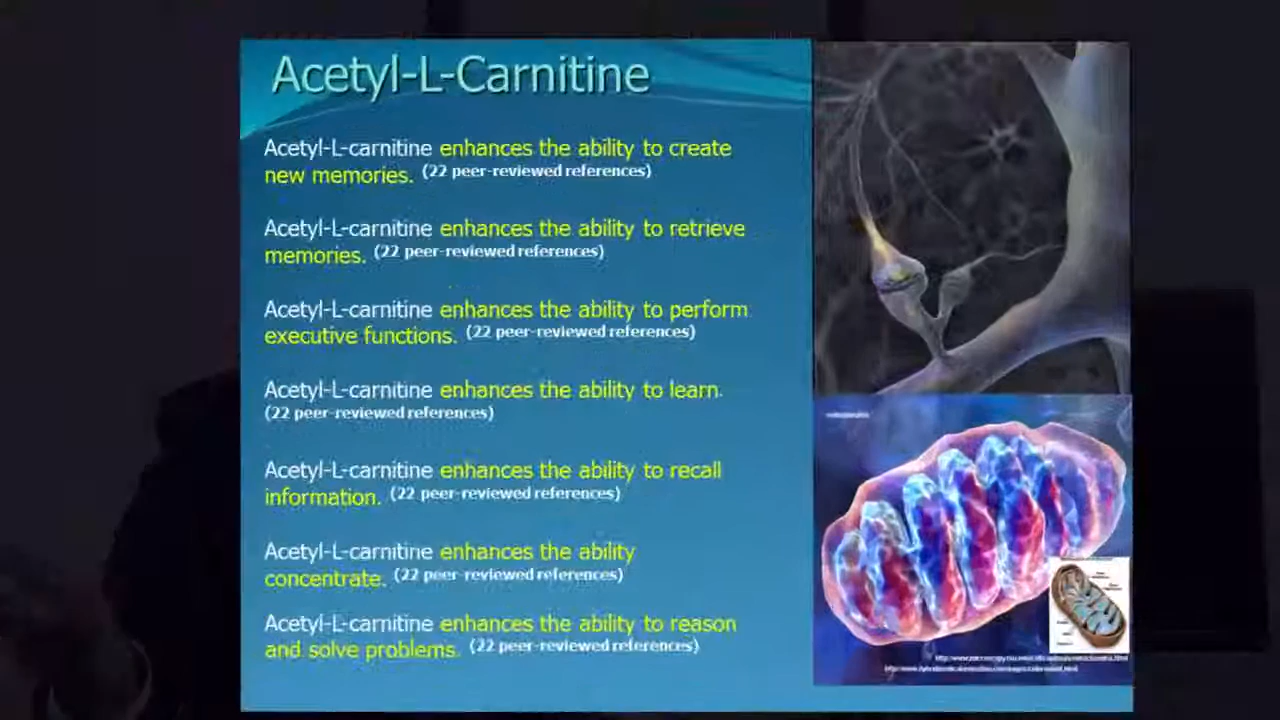 Acetyl-L-Carnitine
Acetyl-L-carnitine enhances the ability to create
new memories. (22 peer-reviewed references)
Acetyl-L-carnitine enhances the ability to retrieve
memories. (22 peer-reviewed references)
Acetyl-L-carnitine enhances the ability to perform
executive functions. (22 peer-reviewed references)
Acetyl-L-carnitine enhances the ability to learn.
(22 peer-reviewed references)
Acetyl-L-carnitine enhances the ability to recall
information. (22 peer-reviewed references)
Acetyl-L-carnitine enhances the ability
concentrate. (22 peer-reviewed references)
Acetyl-L-carnitine enhances the ability to reason
and solve problems. (22 peer-reviewed references)